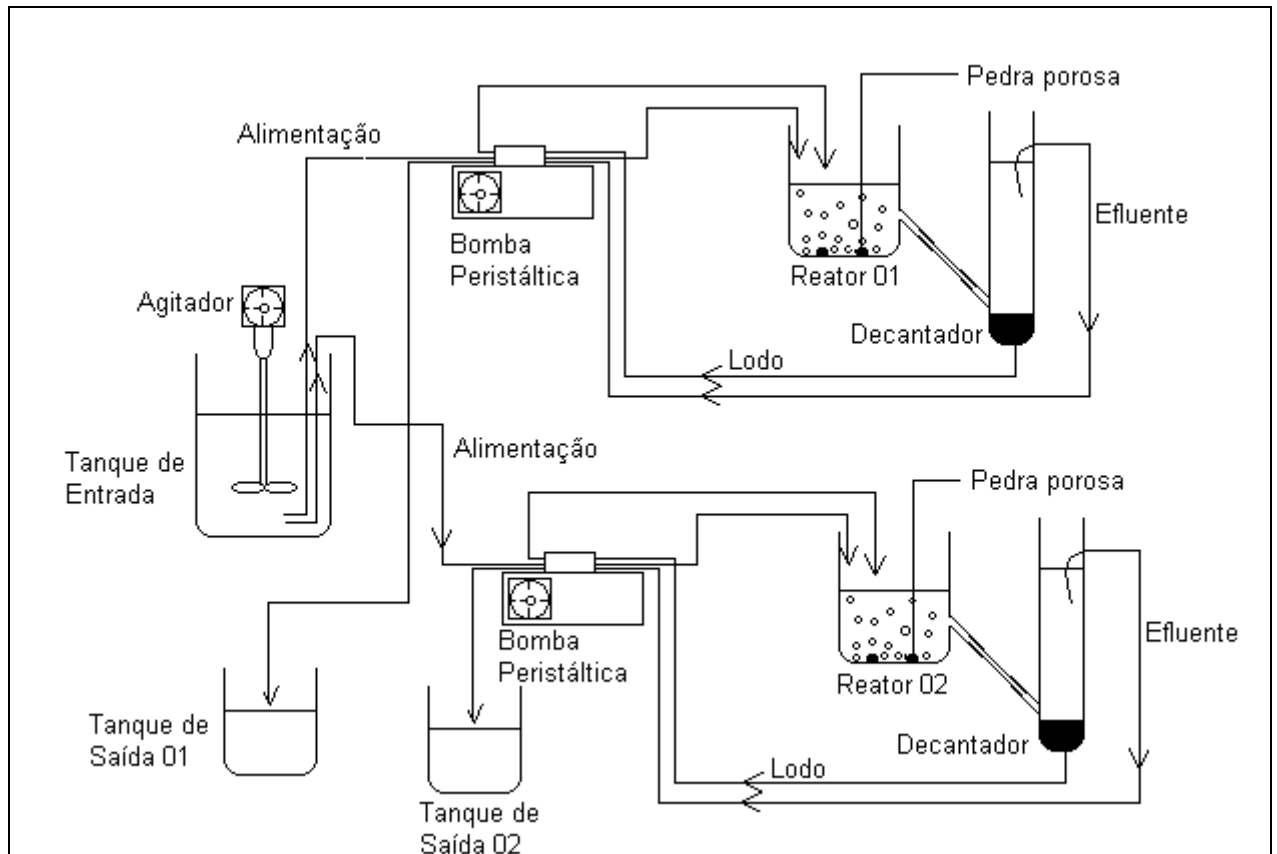 Pedra porosa
Alimentação
Efluente
Bomba
Peristáltica
Reator 01
Agitador
Decantador
Lodo
Alimentação
Tanque de
Entrada
Pedra porosa
Efluente
Bomba
Peristáltica
Reator 02
Tanque de
Saída 01
Decantador
Lodo
Tanque de
Saída 02